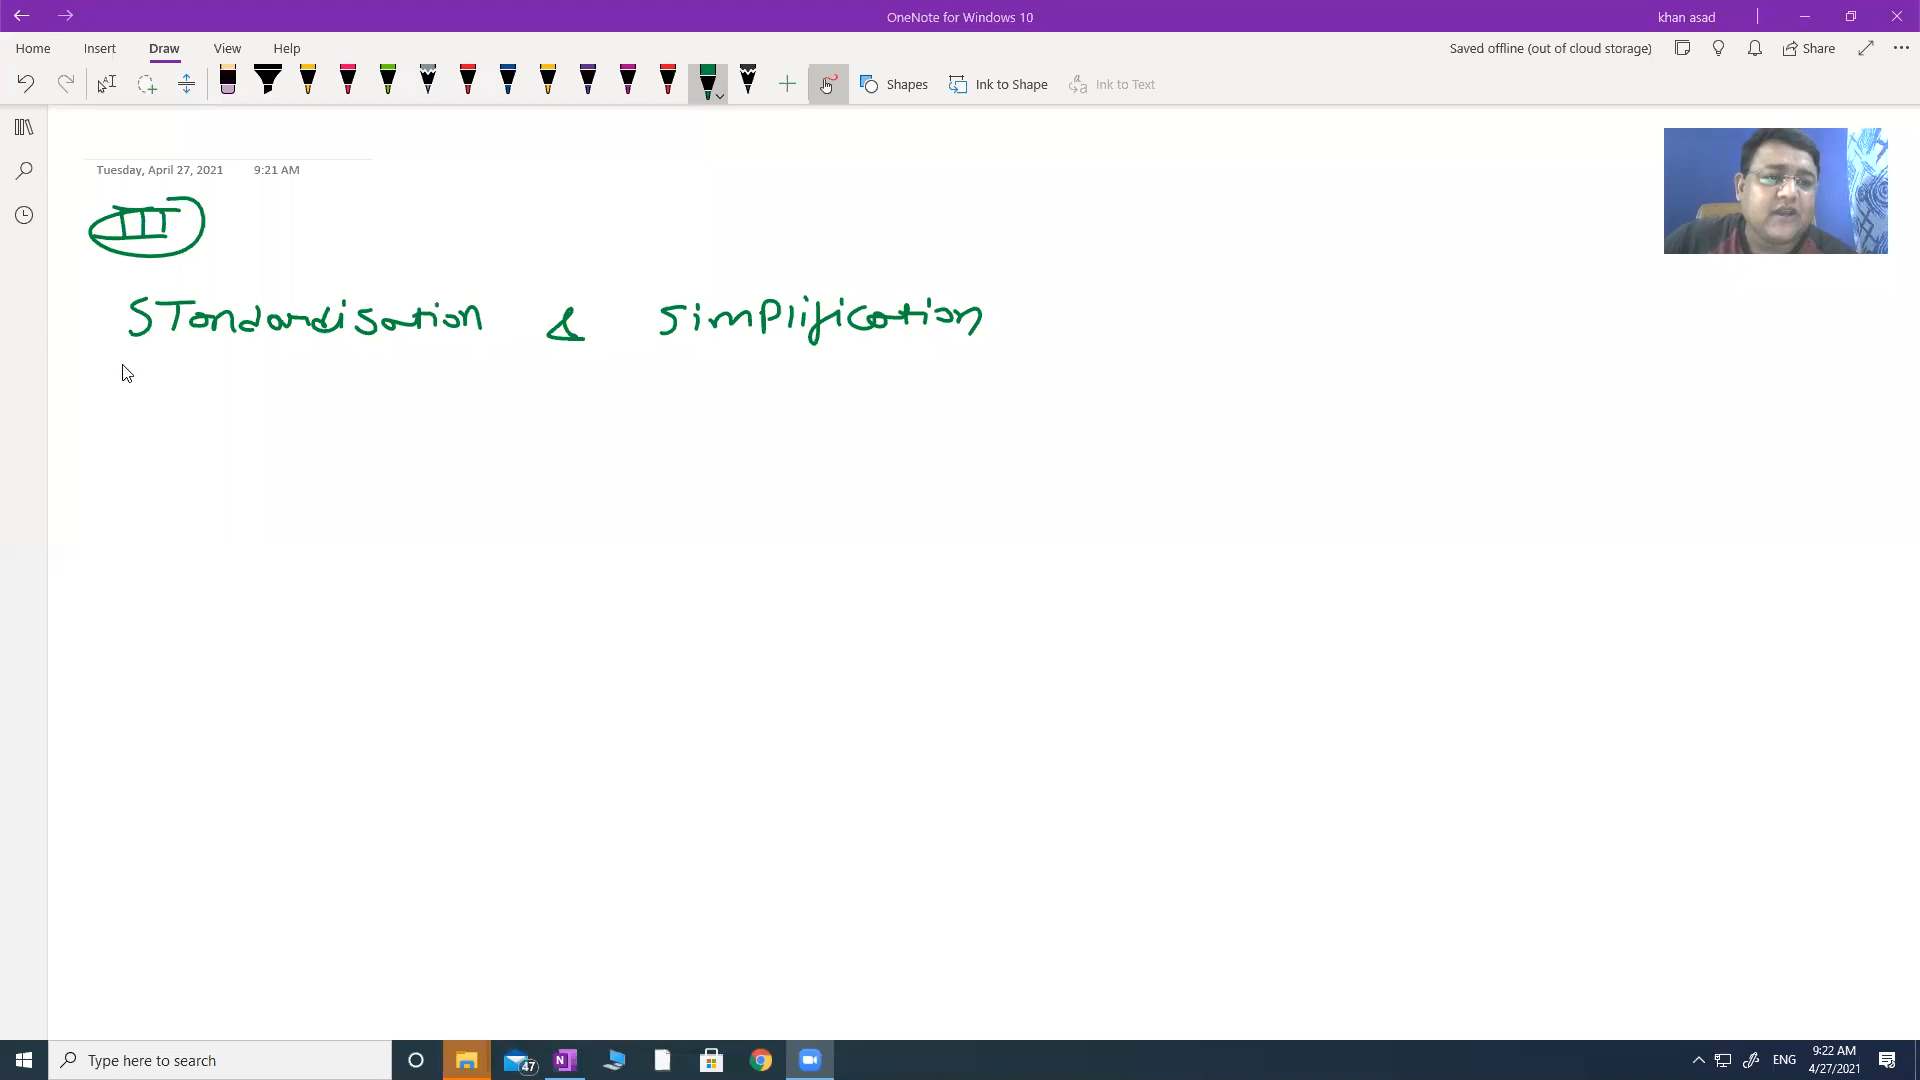 OneNote for Windows 10
khan asad
Home Insert Draw View Help
Saved offline (out of cloud storage)
Share
Shapes
Ink to Shape
Ink to Text
Tuesday, April 27, 2021 9:21 AM
III
STandardisation & Simplification
Type here to search
47
ENG
9:22 AM
4/27/2021